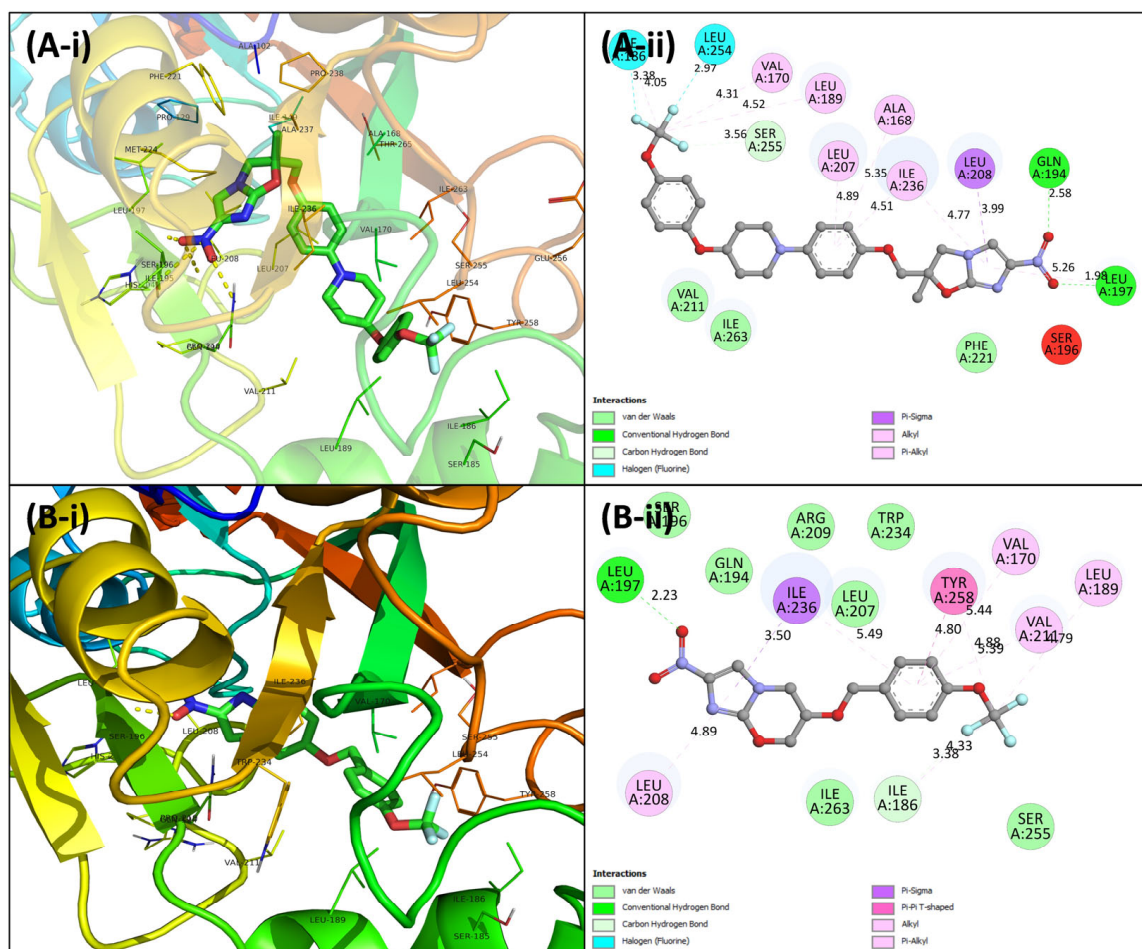 (A-i)
ALA-102
PHE-221
PRO-238
PRO-129
ALA-237
MET-224
ALA-168
THR-265
LEU-197
ILE-263
ILE-236
VAL-170
SER-196
ILE-195
LEU-207
SER-255
GLU-256
LEU-254
TYR-258
VAL-211
ILE-186
LEU-189
SER-185
(A-ii)
ILE
A:186
LEU
A:254
3.38
4.05
2.97
VAL
A:170
4.31
LEU
A:189
4.52
ALA
A:168
3.56
SER
A:255
LEU
A:207
5.35
ILE
A:236
LEU
A:208
GLN
A:194
2.58
4.89
4.51
4.77
3.99
5.26
1.98
LEU
A:197
VAL
A:211
ILE
A:263
PHE
A:221
SER
A:196
Interactions
van der Waals
Conventional Hydrogen Bond
Carbon Hydrogen Bond
Halogen (Fluorine)
Pi-Sigma
Alkyl
Pi-Alkyl
(B-i)
ILE-236
SER-196
LEU-208
TRP-234
SER-255
LEU-254
TYR-258
VAL-211
ILE-186
LEU-189
SER-185
(B-ii)
SER
A:196
ARG
A:209
TRP
A:234
LEU
A:197
GLN
A:194
VAL
A:170
LEU
A:189
2.23
ILE
A:236
LEU
A:207
TYR
A:258
5.44
VAL
A:211
3.50
5.49
4.80
4.88
4.79
4.89
4.33
3.38
LEU
A:208
ILE
A:263
ILE
A:186
SER
A:255
Interactions
van der Waals
Conventional Hydrogen Bond
Carbon Hydrogen Bond
Halogen (Fluorine)
Pi-Sigma
Pi-Pi T-shaped
Alkyl
Pi-Alkyl